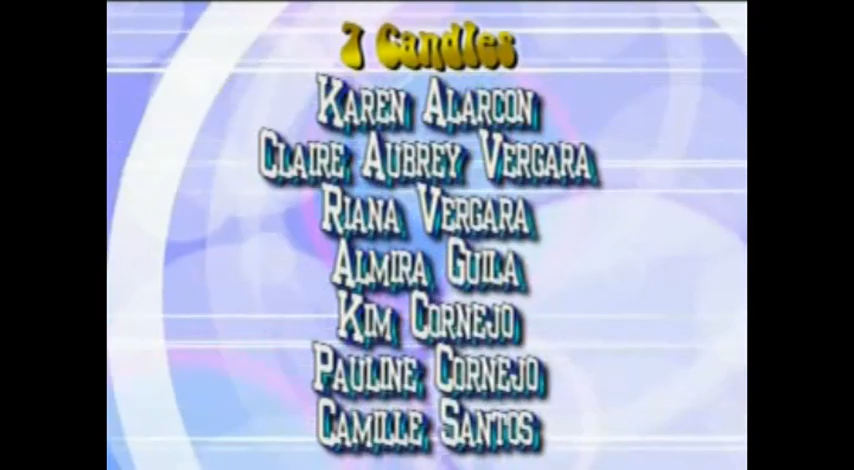 7 Candles
Karen Alarcon
Claire Aubrey Vergara
Riana Vergara
Almira Guila
Kim Cornejo
Pauline Cornejo
Camille Santos